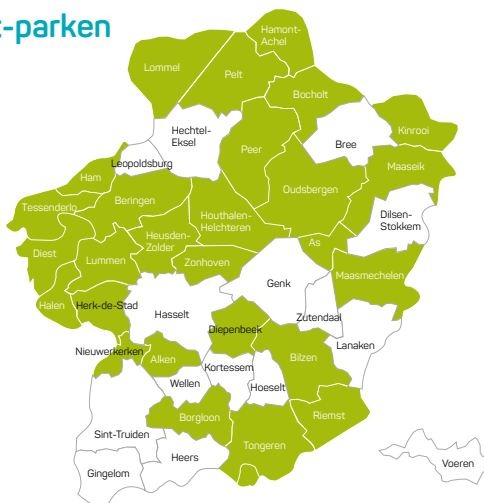 t-parken
Hamont-
Achel
Lommel
Pelt
Bocholt
Hechtel-
Eksel
Peer
Bree
Kinrooi
Leopoldsburg
Maaseik
Ham
Oudsbergen
Beringen
Tessenderlo
Houthalen-
Helchteren
Dilsen-
Stokkem
Heusden-
Zolder
As
Diest
Lummen
Zonhoven
Maasmechelen
Genk
Halen
Herk-de-Stad
Hasselt
Zutendaal
Diepenbeek
Lanaken
Nieuwerkerken
Alken
Kortessem
Bilzen
Wellen
Hoeselt
Borgloon
Riemst
Sint-Truiden
Tongeren
Heers
Voeren
Gingelom